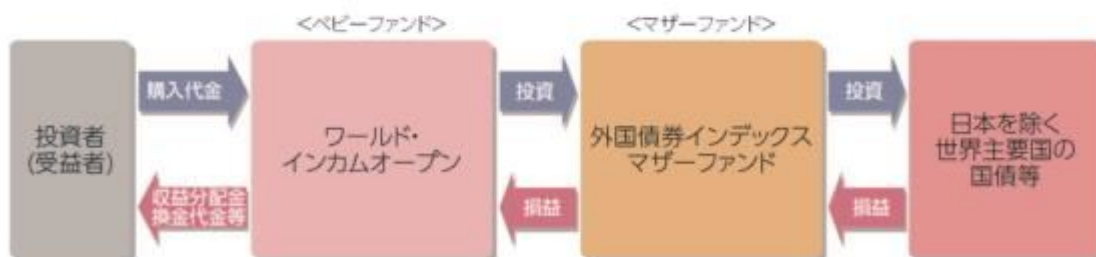 <ベビーファンド>
<マザーファンド>
投資者
(受益者)
購入代金
収益分配金
換金代金等
ワールド・
インカムオープン
投資
損益
外国債券インデックス
マザーファンド
投資
損益
日本を除く
世界主要国の
国債等